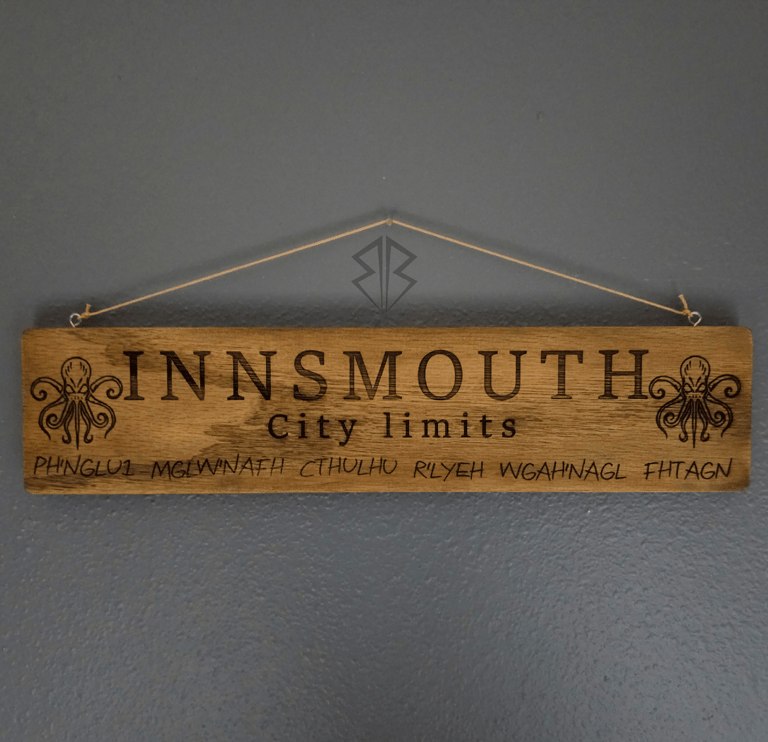 INNSMOUTH
City limits
PH'NGLUI MGLW'NAFH CTHULHU R'LYEH WGAH'NAGL FHTAGN